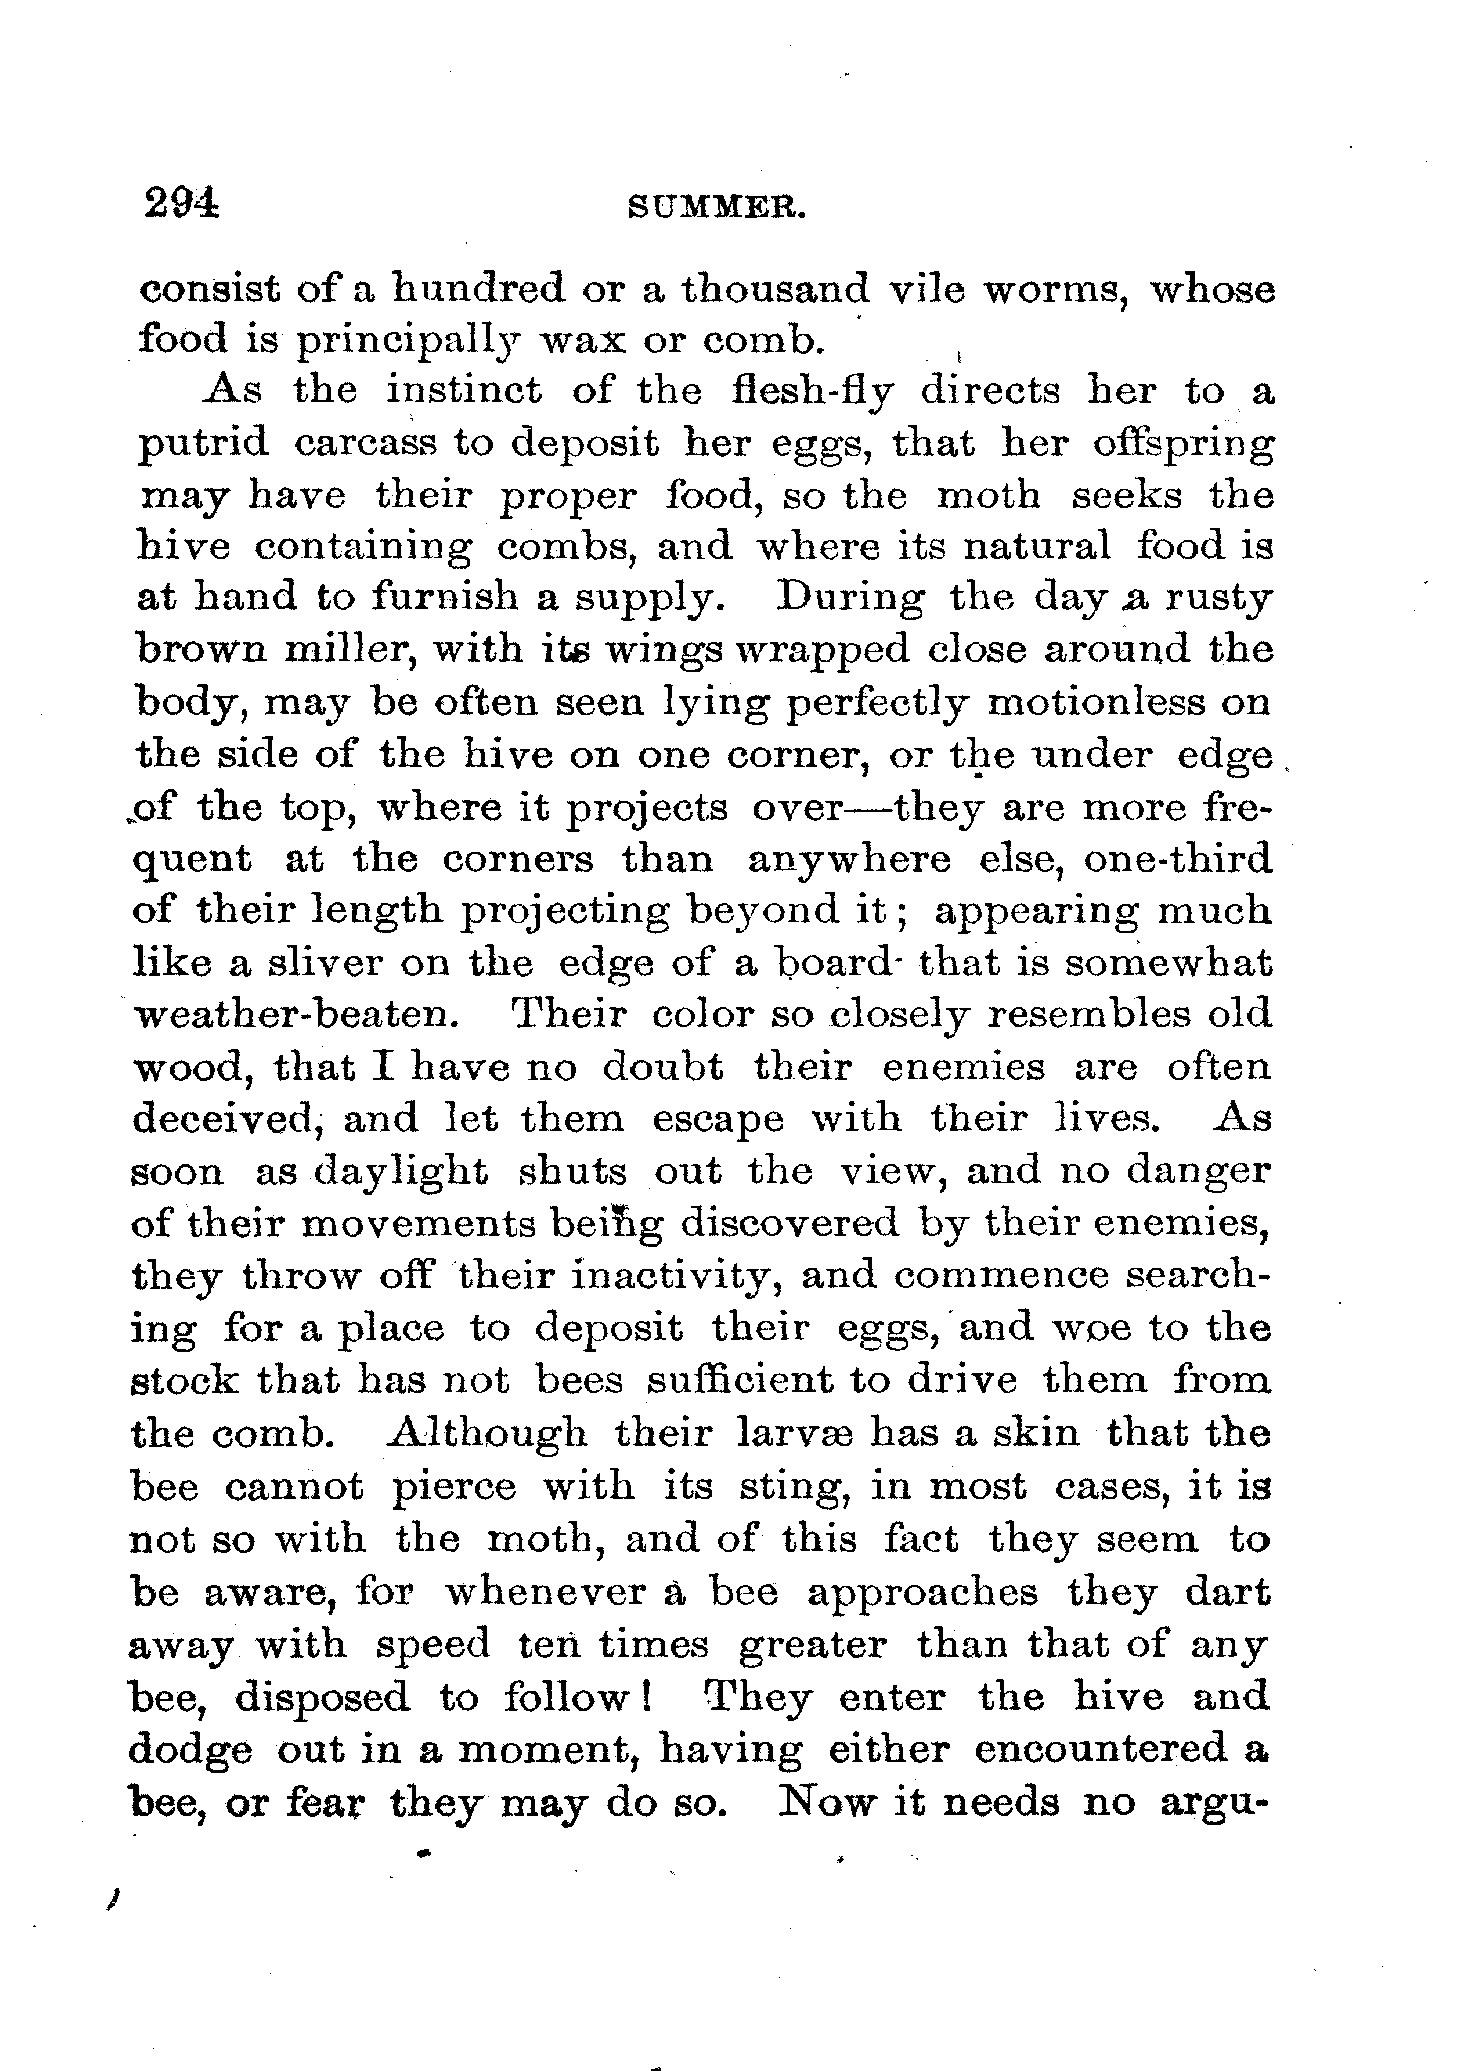 294 SUMMER.
consist of a hundred or a thousand vile worms, whose
food is principally wax or comb.
As the instinct of the flesh-fly directs her to a
putrid carcass to deposit her eggs, that her offspring
may have their proper food, so the moth seeks the
hive containing combs, and where its natural food is
at hand to furnish a supply. During the day a rusty
brown miller, with its wings wrapped close around the
body, may be often seen lying perfectly motionless on
the side of the hive on one corner, or the under edge
of the top, where it projects over—they are more fre-
quent at the corners than anywhere else, one-third
of their length projecting beyond it; appearing much
like a sliver on the edge of a board that is somewhat
weather-beaten. Their color so closely resembles old
wood, that I have no doubt their enemies are often
deceived, and let them escape with their lives. As
soon as daylight shuts out the view, and no danger
of their movements being discovered by their enemies,
they throw off their inactivity, and commence search-
ing for a place to deposit their eggs, and woe to the
stock that has not bees sufficient to drive them from
the comb. Although their larvæ has a skin that the
bee cannot pierce with its sting, in most cases, it is
not so with the moth, and of this fact they seem to
be aware, for whenever a bee approaches they dart
away with speed ten times greater than that of any
bee, disposed to follow! They enter the hive and
dodge out in a moment, having either encountered a
bee, or fear they may do so. Now it needs no argu-